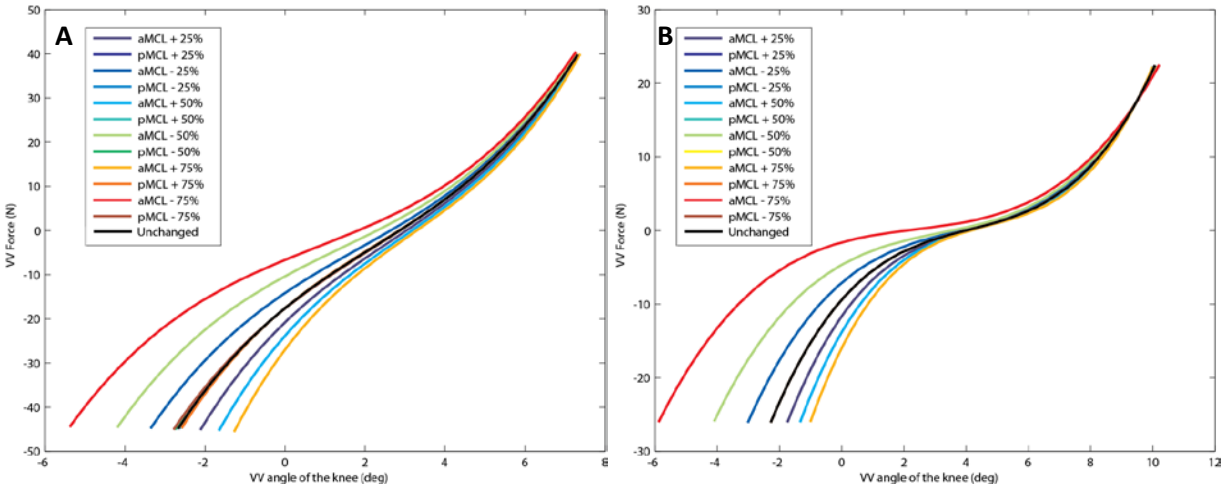 A
aMCL + 25%
pMCL + 25%
aMCL - 25%
pMCL - 25%
aMCL + 50%
pMCL + 50%
aMCL - 50%
pMCL - 50%
aMCL + 75%
pMCL + 75%
aMCL - 75%
pMCL - 75%
Unchanged
50
40
30
20
10
0
-10
-20
-30
-40
-50
VV Force (N)
-6 -4 -2 0 2 4 6 8
VV angle of the knee (deg)
B
aMCL + 25%
pMCL + 25%
aMCL - 25%
pMCL - 25%
aMCL + 50%
pMCL + 50%
aMCL - 50%
pMCL - 50%
aMCL + 75%
pMCL + 75%
aMCL - 75%
pMCL - 75%
Unchanged
30
20
10
0
-10
-20
-30
VV Force (N)
-6 -4 -2 0 2 4 6 8 10 12
VV angle of the knee (deg)